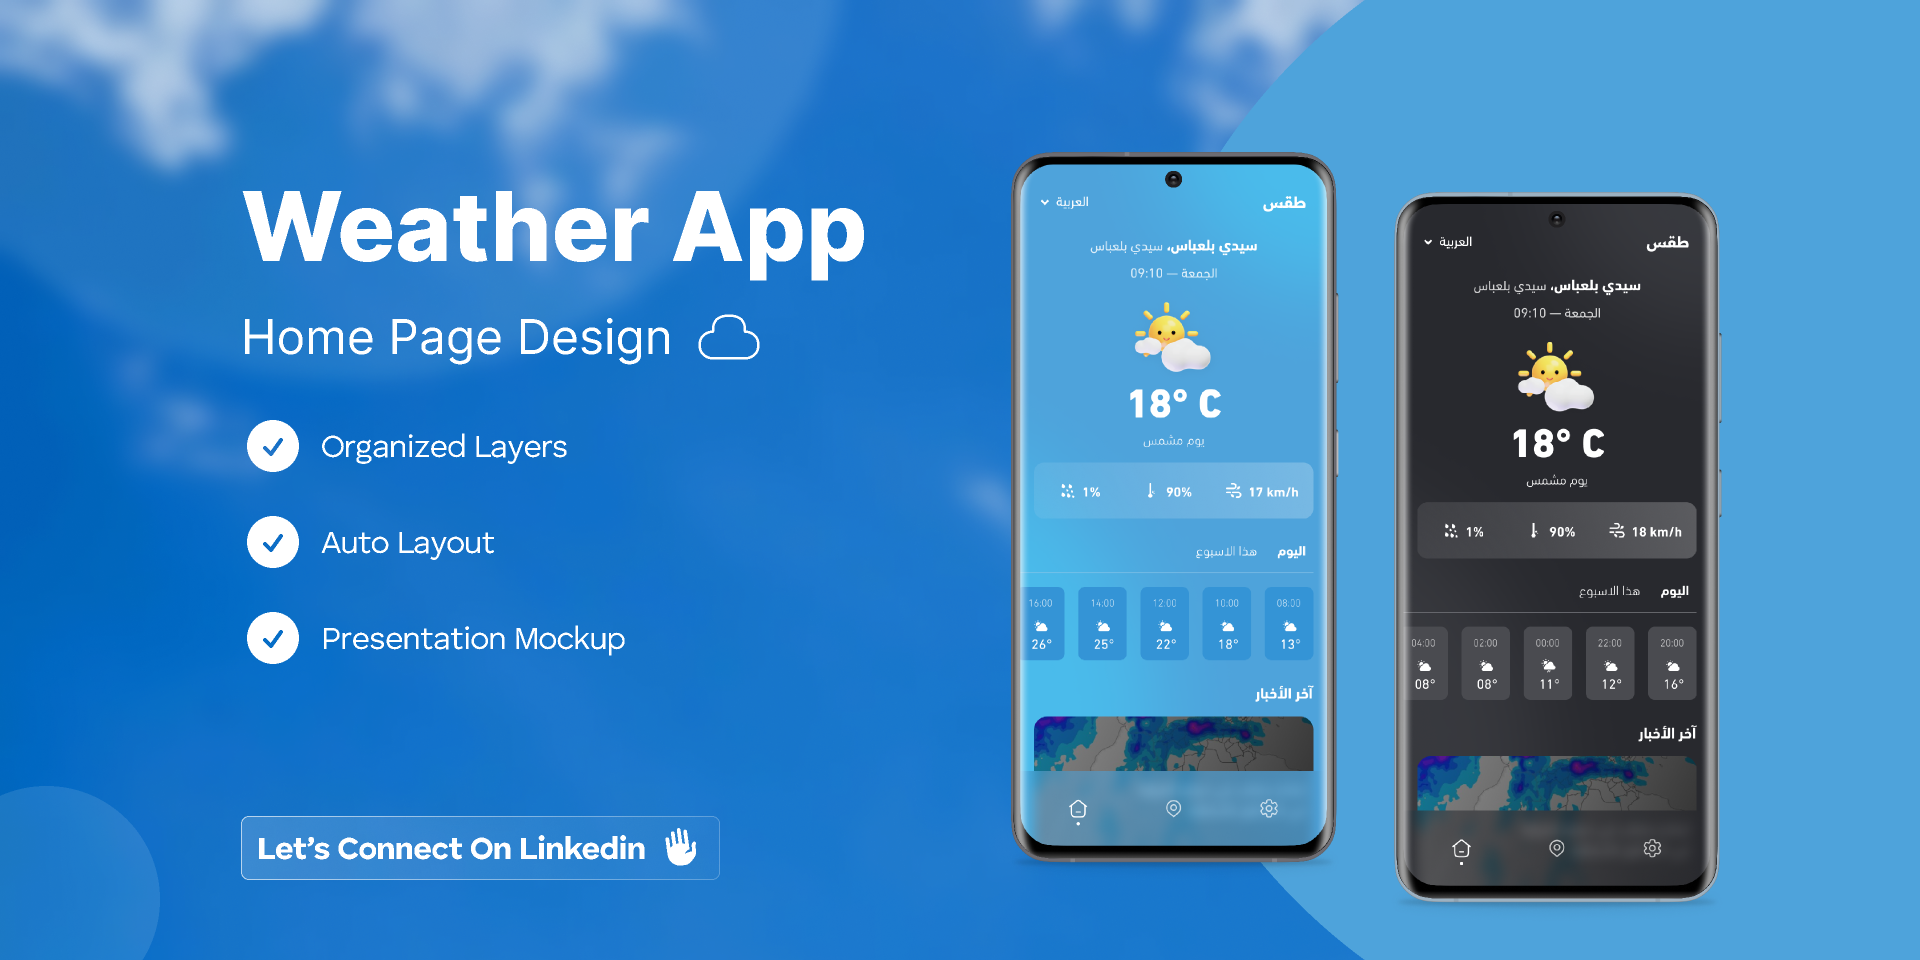 Weather App
Home Page Design
Organized Layers
Auto Layout
Presentation Mockup
Let's Connect On Linkedin
طقس
العربية
سيدي بلعباس، سيدي بلعباس
الجمعة — 09:10
18° C
يوم مشمس
1% 90% 17 km/h
اليوم هذا الاسبوع
16:00 14:00 12:00 10:00 08:00
26° 25° 22° 18° 13°
آخر الأخبار
طقس
العربية
سيدي بلعباس، سيدي بلعباس
الجمعة — 09:10
18° C
يوم مشمس
1% 90% 18 km/h
اليوم هذا الاسبوع
04:00 02:00 00:00 22:00 20:00
08° 08° 11° 12° 16°
آخر الأخبار